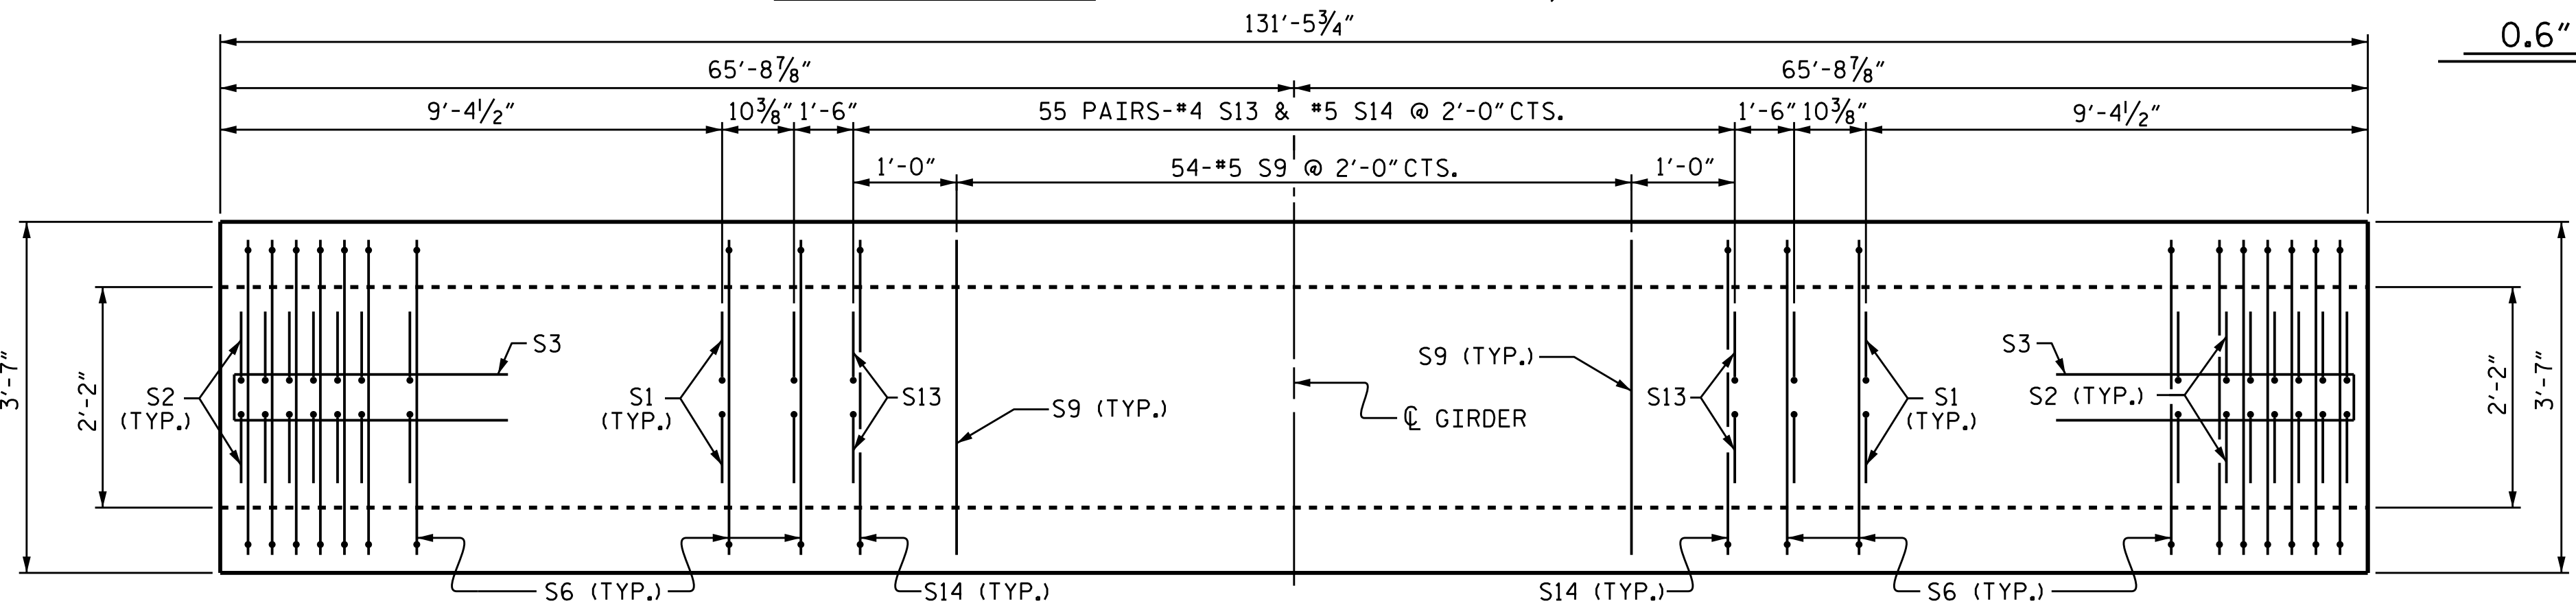 131′-5¾″
0.6″
65′-8⅞″ 65′-8⅞″
9′-4½″ 10⅜″ 1′-6″ 55 PAIRS-#4 S13 & #5 S14 @ 2′-0″ CTS. 1′-6″ 10⅜″ 9′-4½″
1′-0″ 54-#5 S9 @ 2′-0″ CTS. 1′-0″
3′-7″
2′-2″
S2
(TYP.)
S3
S1
(TYP.)
S13
S9 (TYP.)
℄ GIRDER
S9 (TYP.)
S13
S1
(TYP.)
S3
S2 (TYP.)
2′-2″
3′-7″
S6 (TYP.) S14 (TYP.) S14 (TYP.) S6 (TYP.)